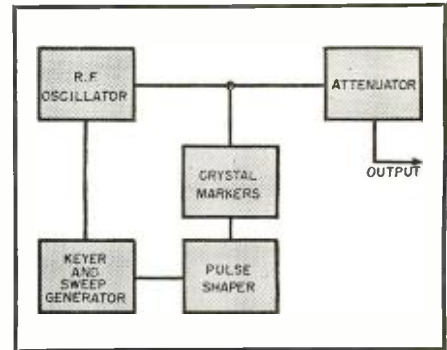 R.F
OSCILLATOR
ATTENUATOR
OUTPUT
CRYSTAL
MARKERS
KEYER
AND
SWEEP
GENERATOR
PULSE
SHAPER